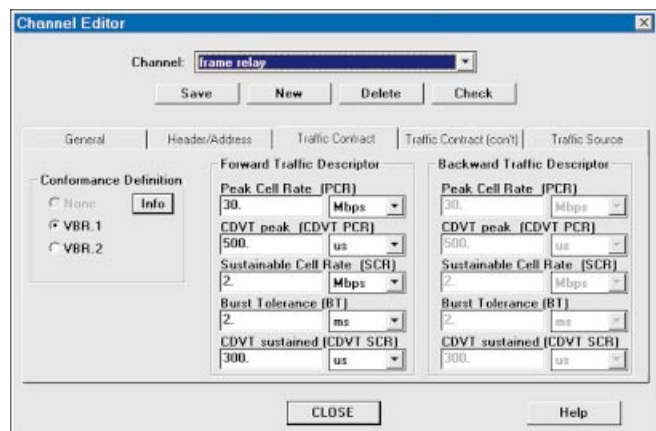 Channel Editor
Channel: frame relay
Save New Delete Check
General Header/Address Traffic Contract Traffic Contract (con't) Traffic Source
Conformance Definition
None Info
VBR.1
VBR.2
Forward Traffic Descriptor
Peak Cell Rate (PCR)
30. Mbps
CDVT peak (CDVT PCR)
500. us
Sustainable Cell Rate (SCR)
2. Mbps
Burst Tolerance (BT)
2. ms
CDVT sustained (CDVT SCR)
300. us
Backward Traffic Descriptor
Peak Cell Rate (PCR)
30. Mbps
CDVT peak (CDVT PCR)
500. us
Sustainable Cell Rate (SCR)
2. Mbps
Burst Tolerance (BT)
2. ms
CDVT sustained (CDVT SCR)
300. us
CLOSE Help